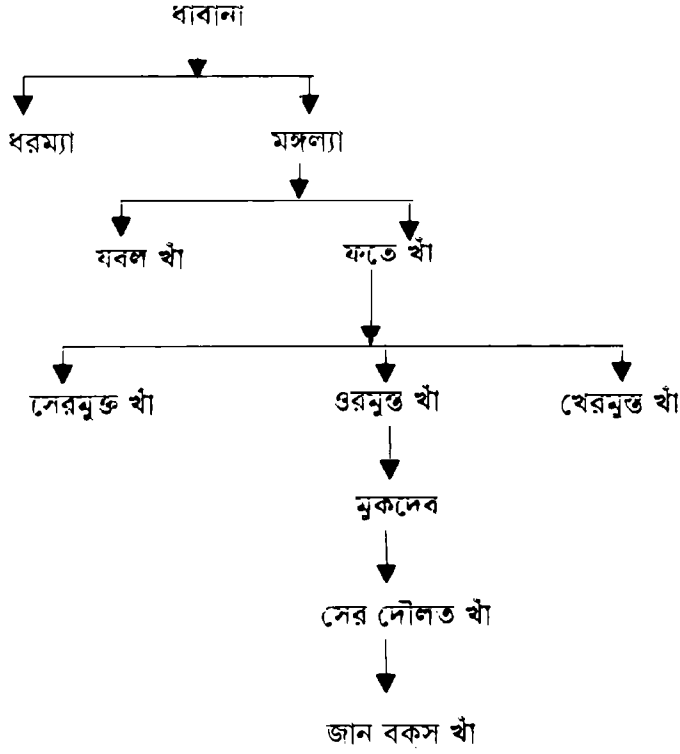 ধাবানা
ধরম্যা মঙ্গল্যা
যবল খাঁ ফতে খাঁ
সেরমুক্ত খাঁ ওরমুস্ত খাঁ খেরমুস্ত খাঁ
মুকদেব
সের দৌলত খাঁ
জান বকস খাঁ